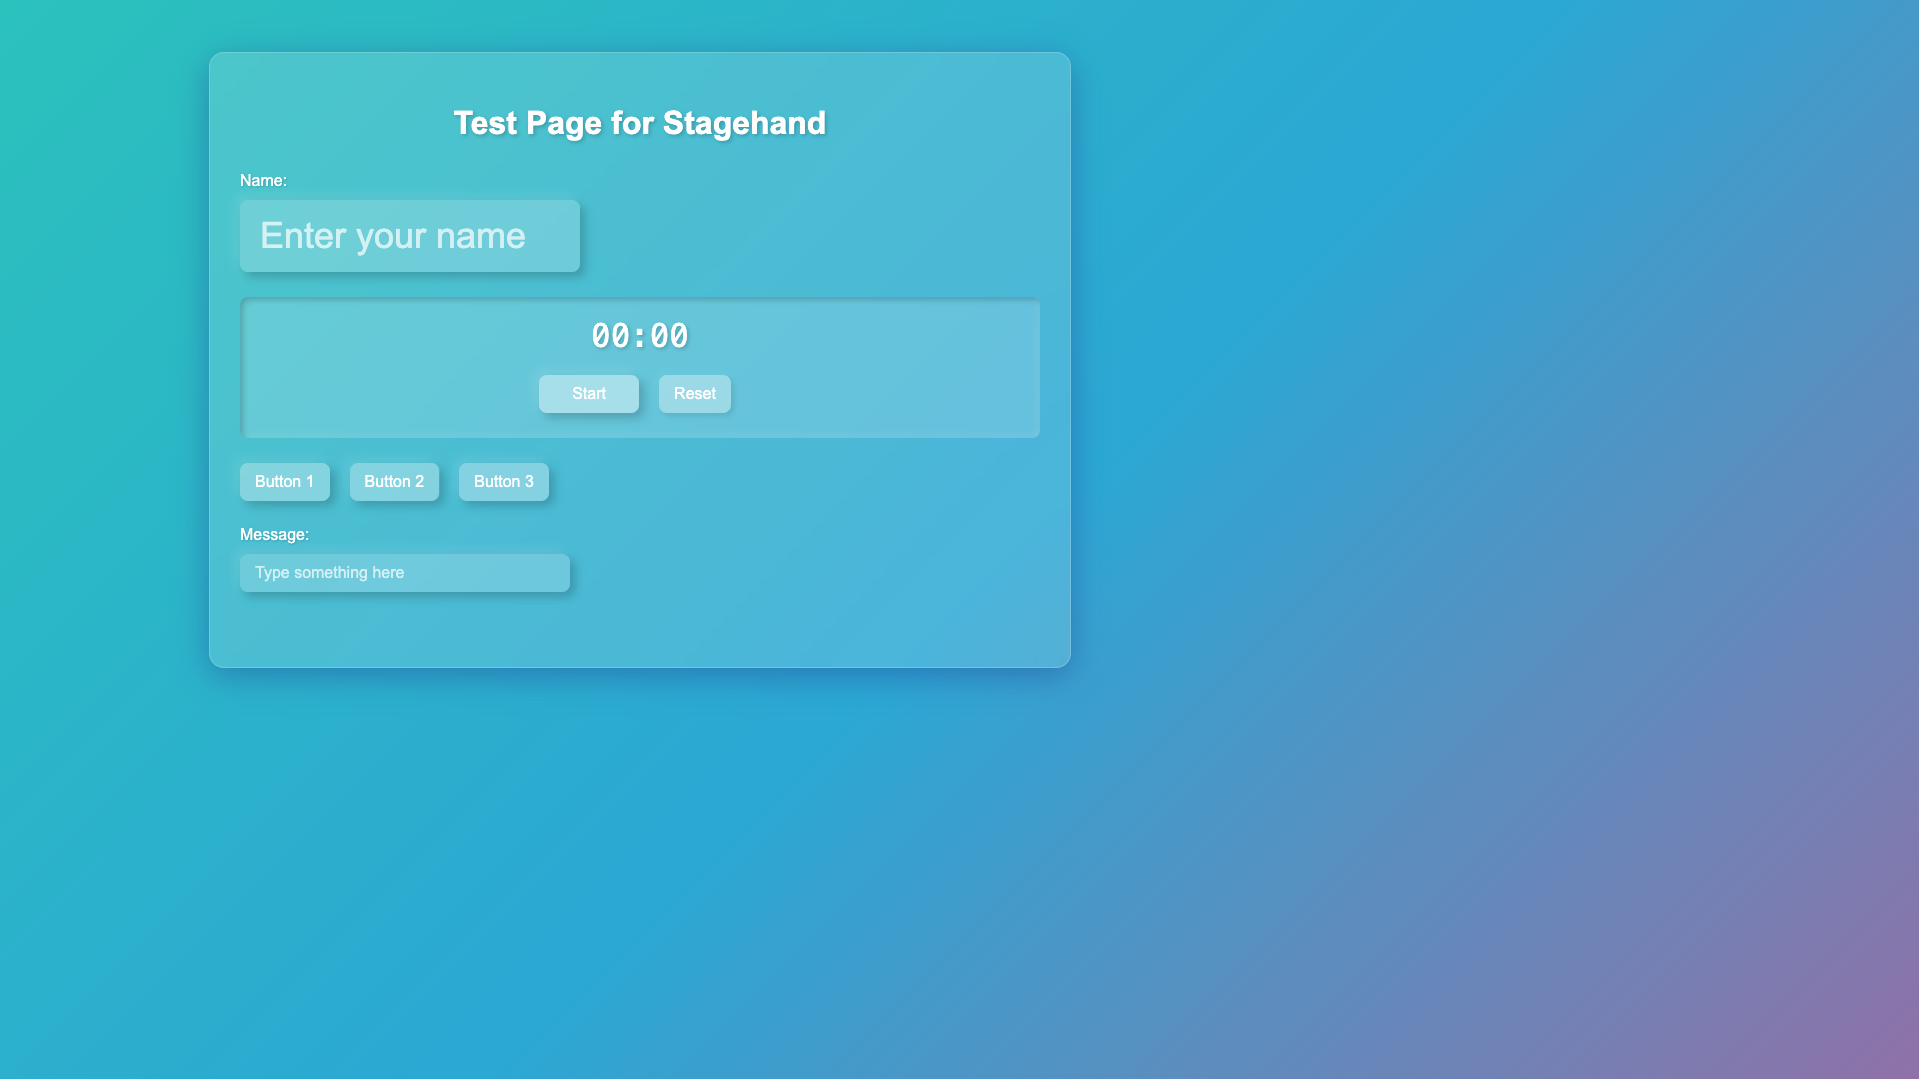 Test Page for Stagehand
Name:
Enter your name
00:00
Start Reset
Button 1 Button 2 Button 3
Message:
Type something here